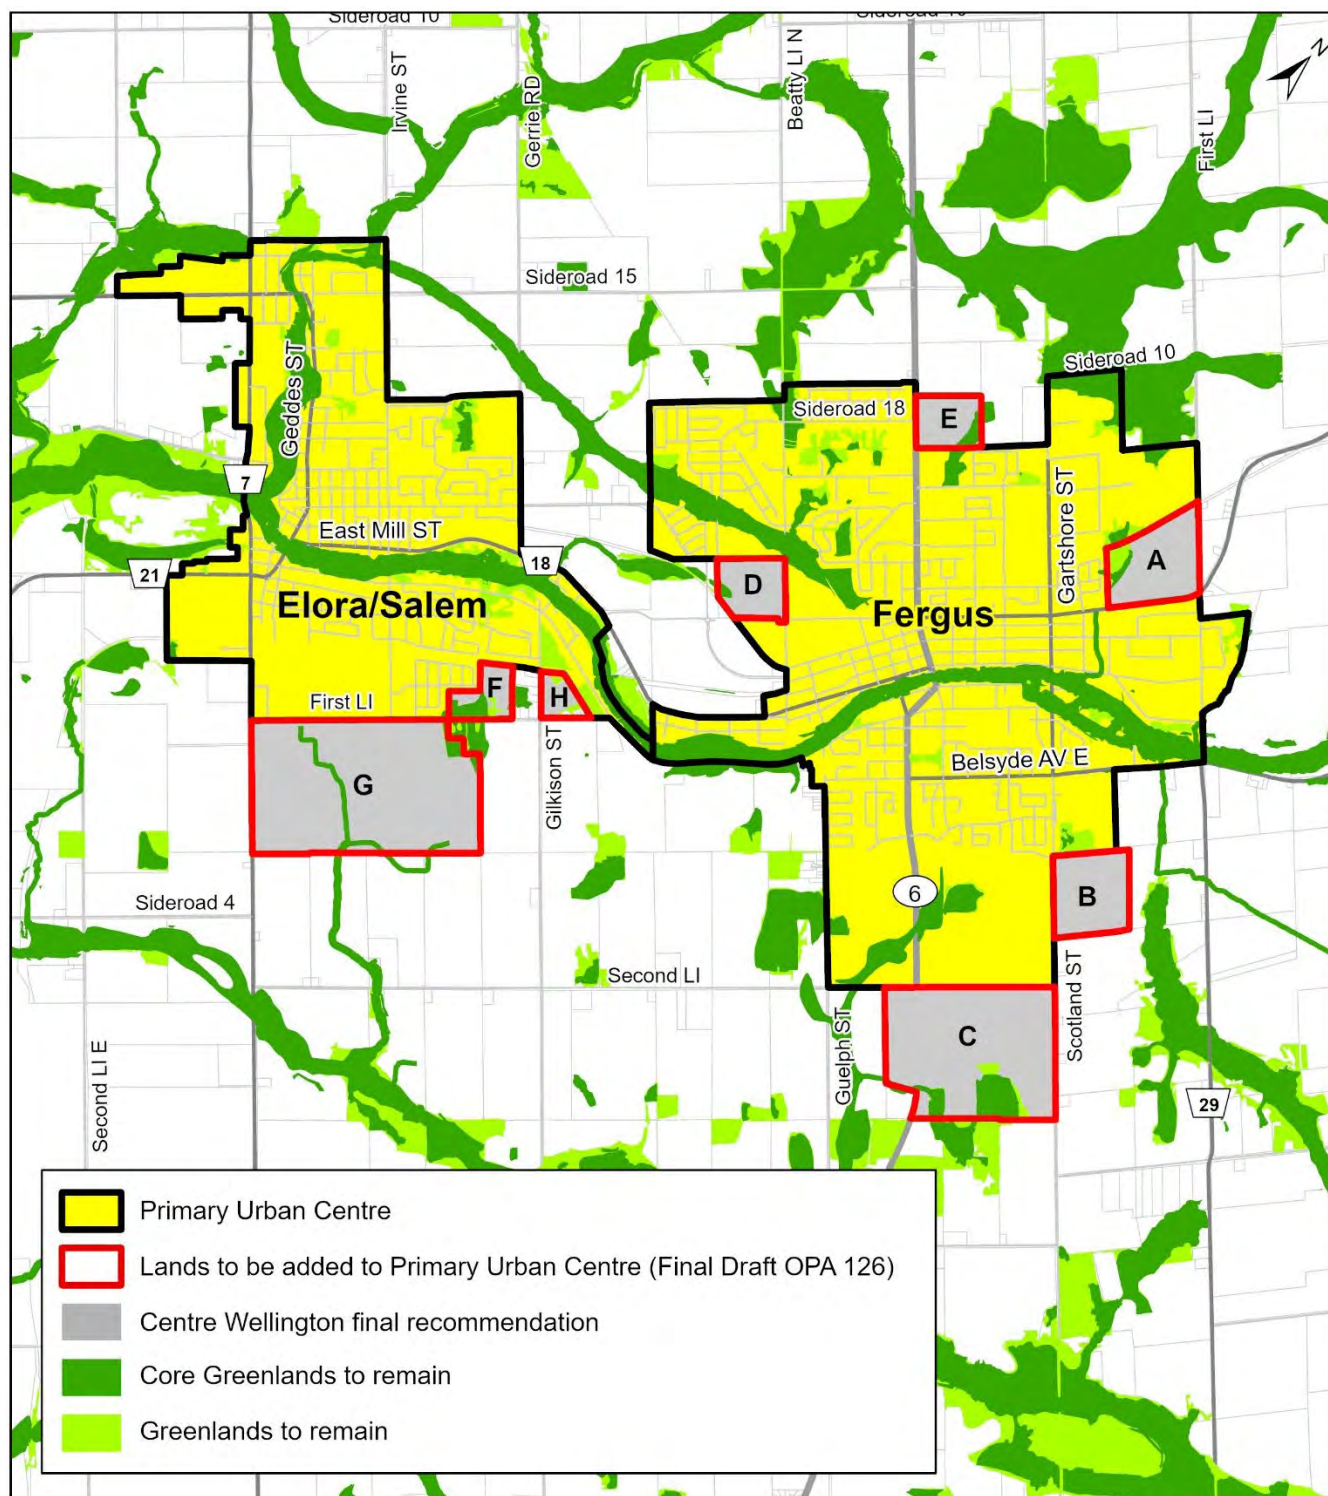 Sideroad 10
Sideroad 10
N
Irvine ST
Gerrie RD
Beatty LI N
First LI
Sideroad 15
Sideroad 10
Geddes ST
Sideroad 18
E
7
Gartshore ST
East Mill ST
18
21
A
D
Elora/Salem
Fergus
F
H
First LI
Gilkison ST
Belsyde AV E
G
6
B
Sideroad 4
Second LI
Scotland ST
Guelph ST
C
Second LI E
29
Primary Urban Centre
Lands to be added to Primary Urban Centre (Final Draft OPA 126)
Centre Wellington final recommendation
Core Greenlands to remain
Greenlands to remain